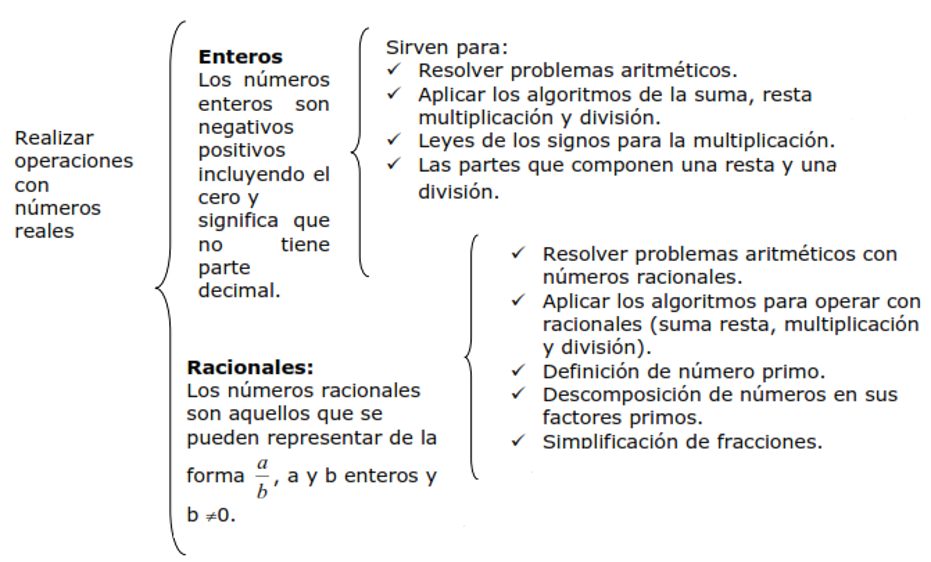 Realizar
operaciones
con
números
reales
Enteros
Los números
enteros son
negativos
positivos
incluyendo el
cero y
significa que
no tiene
parte
decimal.
Sirven para:
✓ Resolver problemas aritméticos.
✓ Aplicar los algoritmos de la suma, resta
multiplicación y división.
✓ Leyes de los signos para la multiplicación.
✓ Las partes que componen una resta y una
división.
Racionales:
Los números racionales
son aquellos que se
pueden representar de la
forma a/b, a y b enteros y
b ≠0.
✓ Resolver problemas aritméticos con
números racionales.
✓ Aplicar los algoritmos para operar con
racionales (suma resta, multiplicación
y división).
✓ Definición de número primo.
✓ Descomposición de números en sus
factores primos.
✓ Simplificación de fracciones.